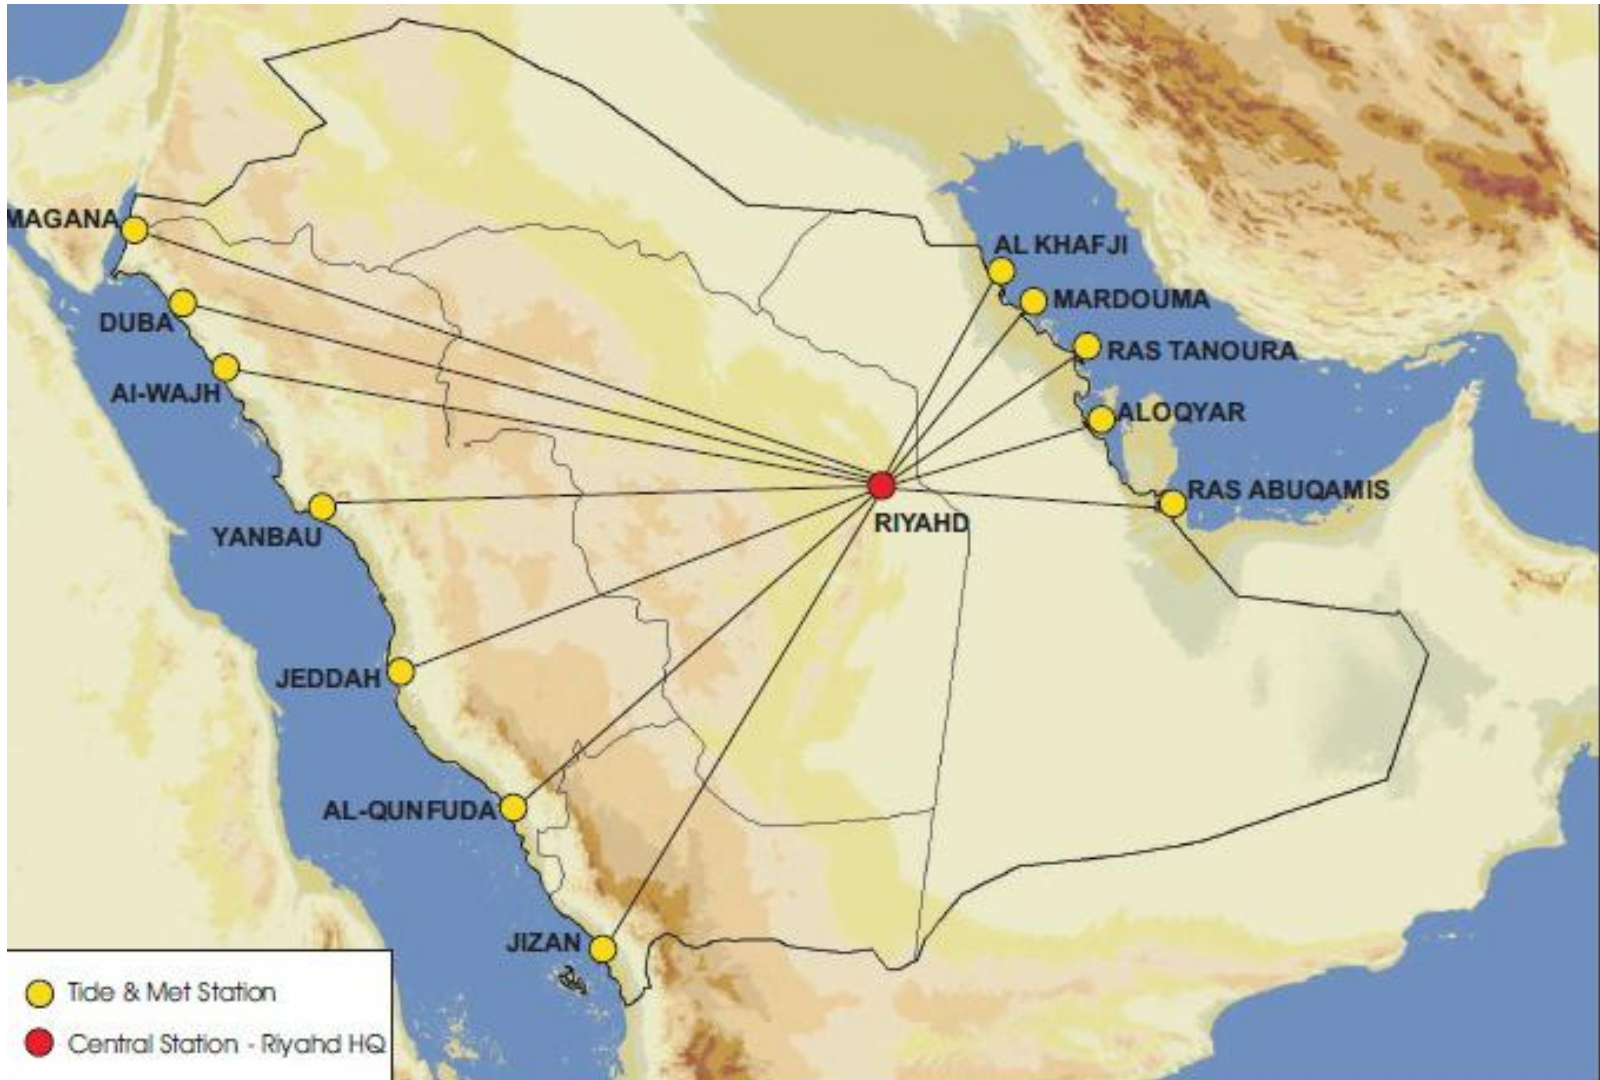 MAGANA
AL KHAFJI
MARDOUMA
DUBA
RAS TANOURA
Al-WAJH
ALOQYAR
RAS ABUQAMIS
RIYAHD
YANBAU
JEDDAH
AL-QUNFUDA
JIZAN
Tide & Met Station
Central Station - Riyahd HQ